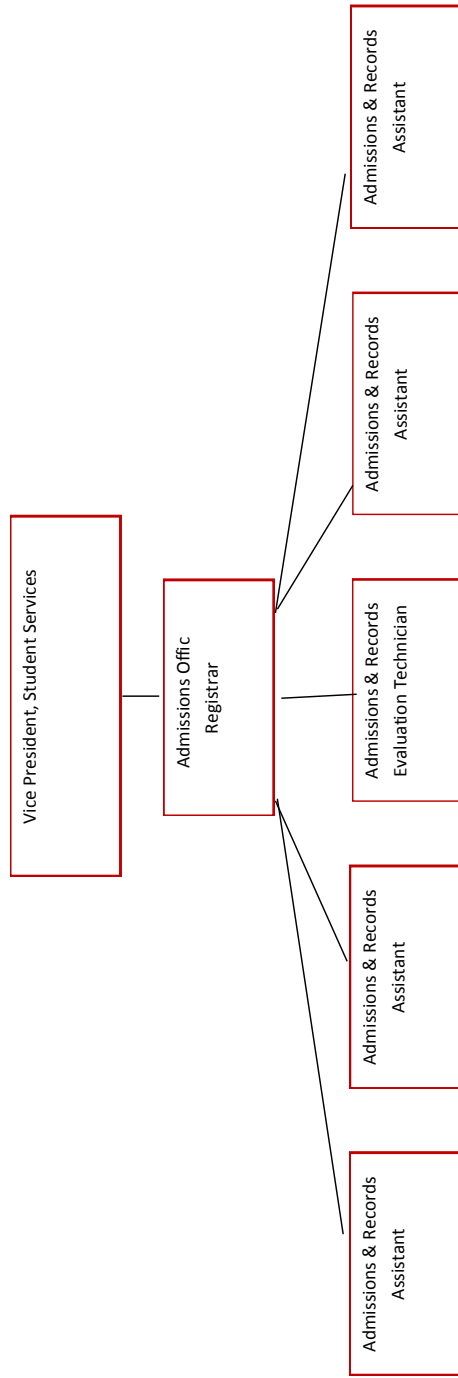 Vice President, Student Services
Admissions Offic
Registrar
Admissions & Records
Assistant
Admissions & Records
Assistant
Admissions & Records
Evaluation Technician
Admissions & Records
Assistant
Admissions & Records
Assistant